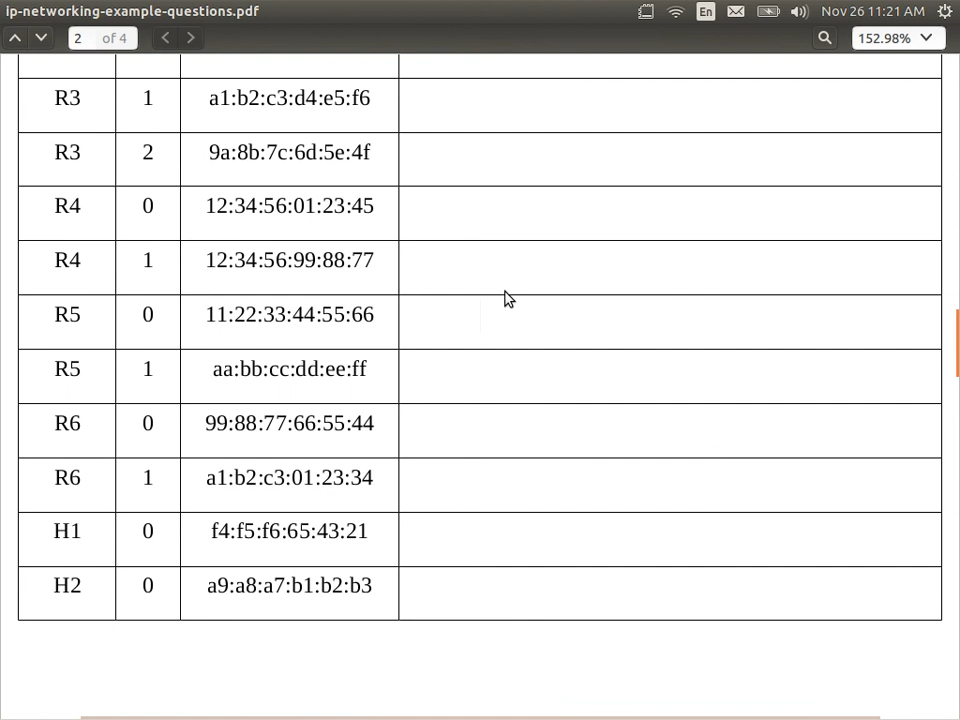 ip-networking-example-questions.pdf En Nov 26 11:21 AM
2 of 4 152.98%
R3 1 a1:b2:c3:d4:e5:f6
R3 2 9a:8b:7c:6d:5e:4f
R4 0 12:34:56:01:23:45
R4 1 12:34:56:99:88:77
R5 0 11:22:33:44:55:66
R5 1 aa:bb:cc:dd:ee:ff
R6 0 99:88:77:66:55:44
R6 1 a1:b2:c3:01:23:34
H1 0 f4:f5:f6:65:43:21
H2 0 a9:a8:a7:b1:b2:b3